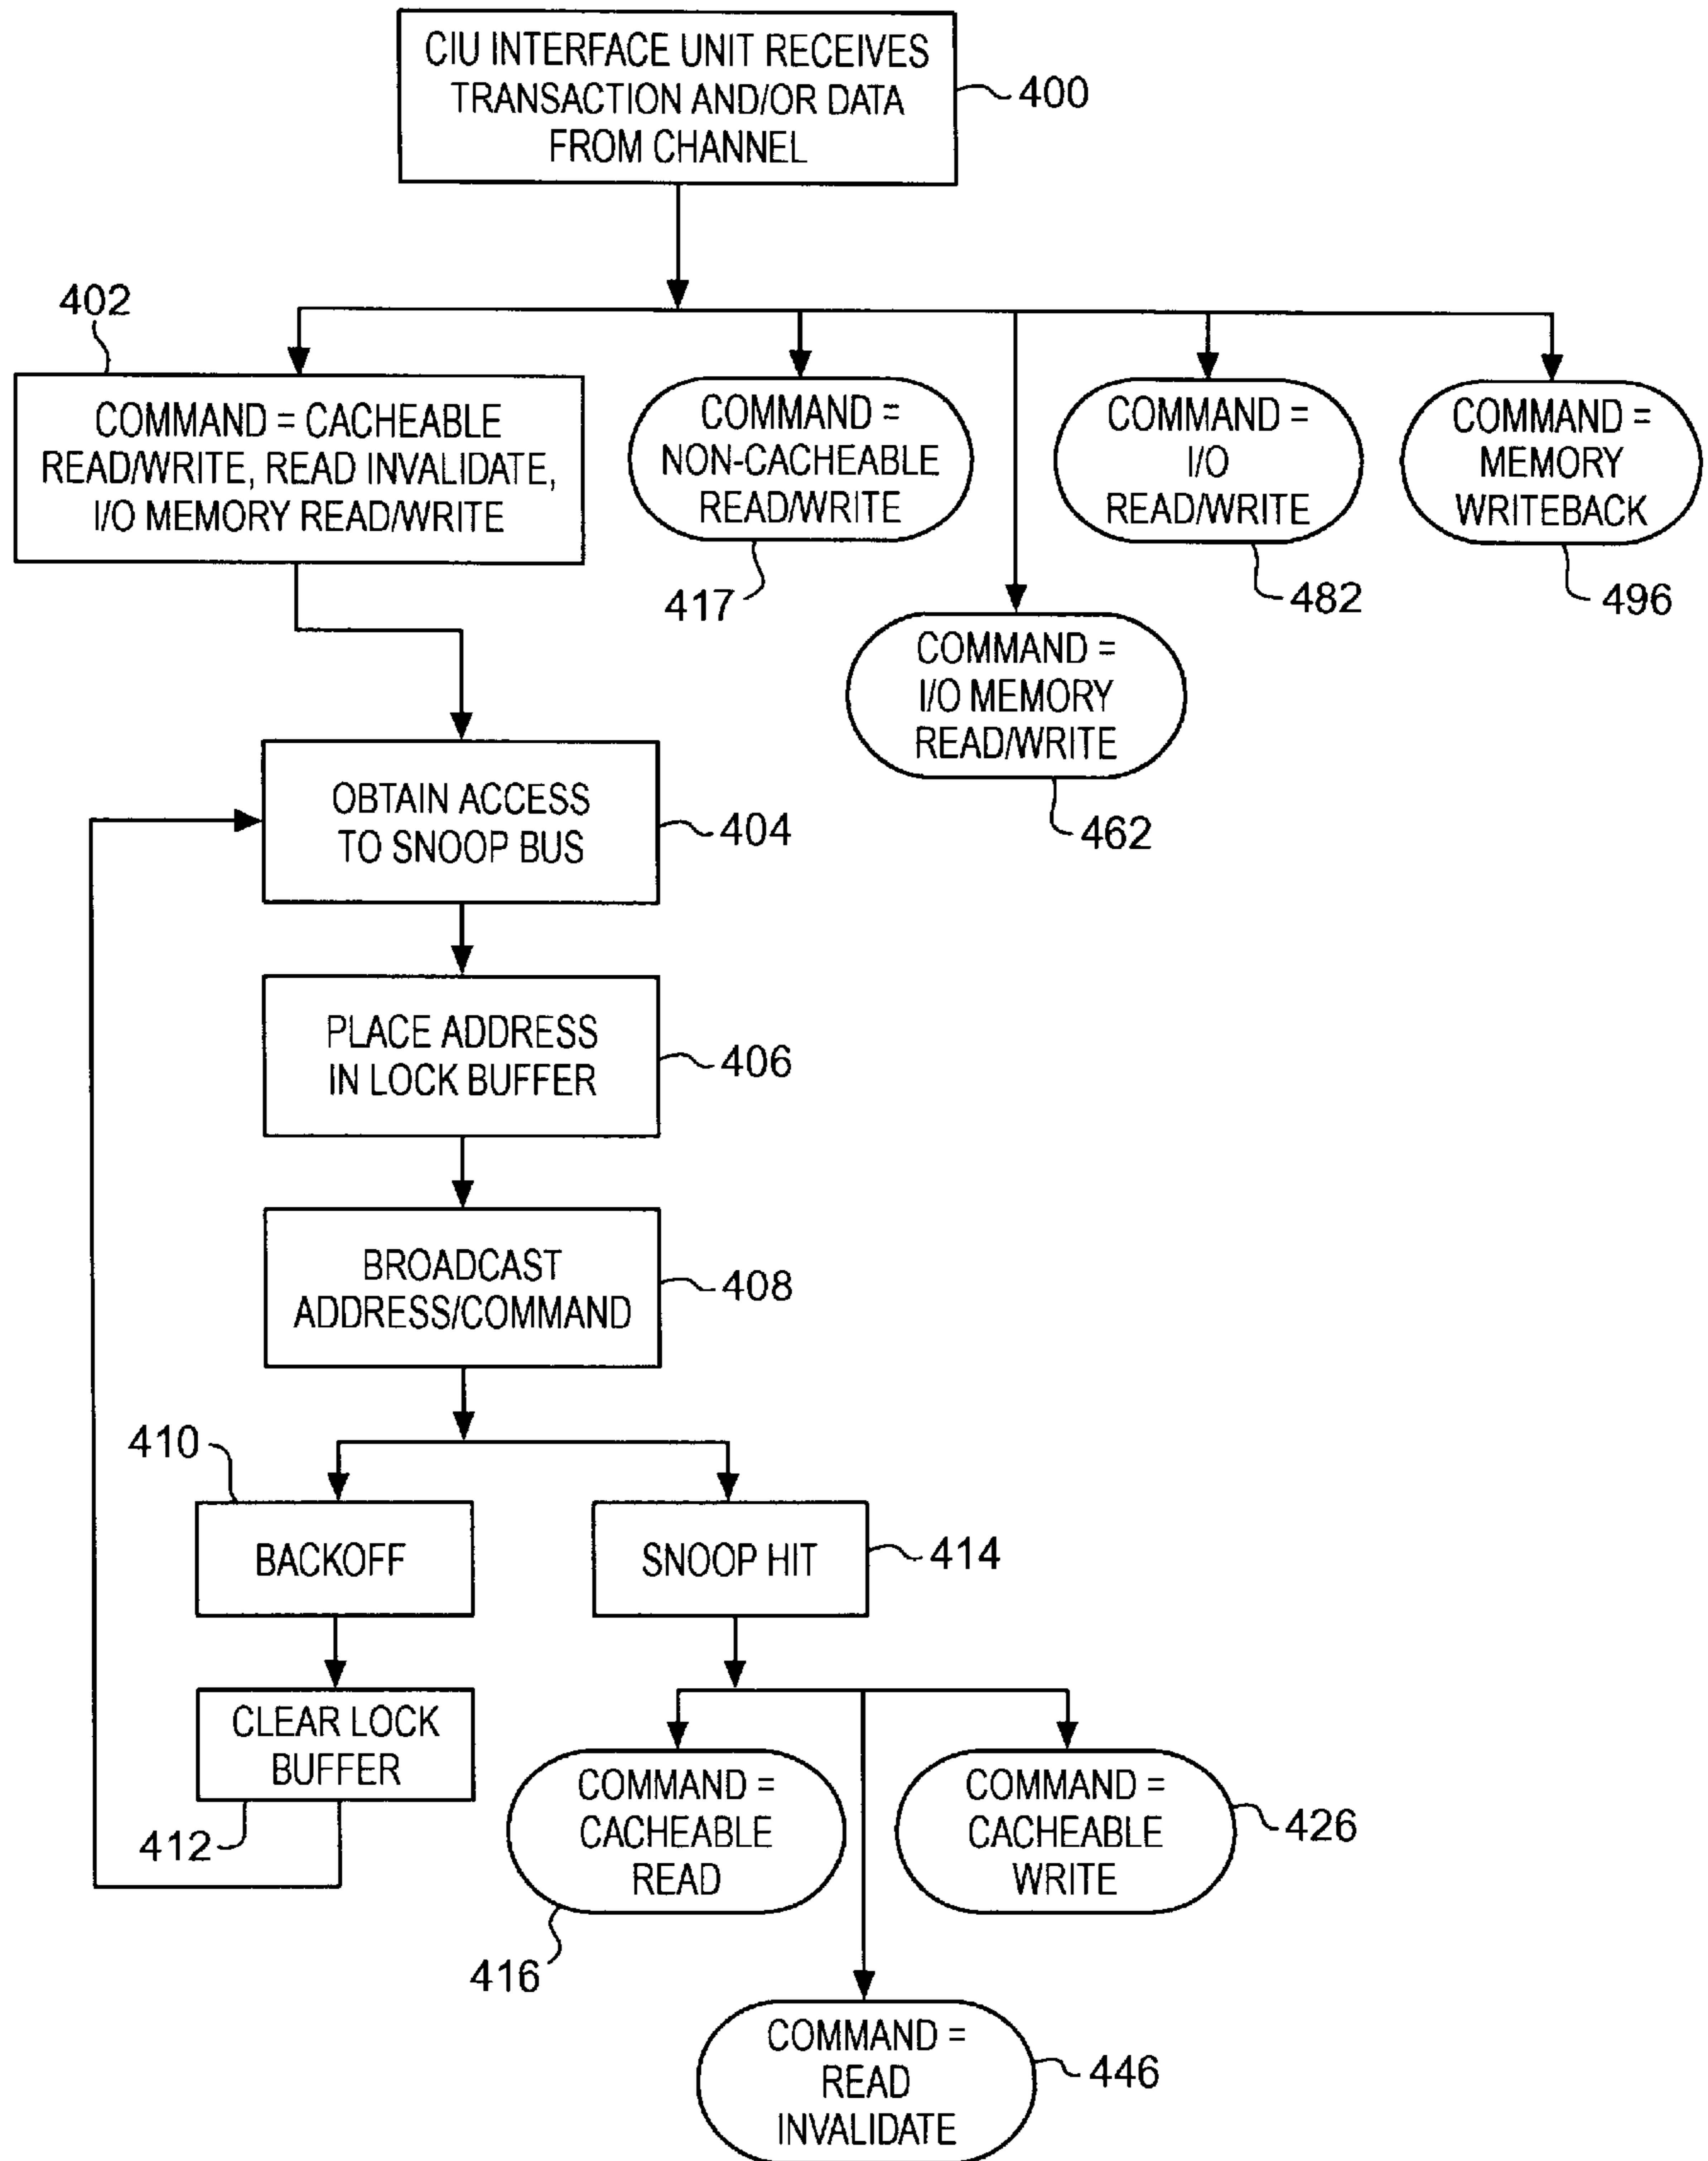 CIU INTERFACE UNIT RECEIVES
TRANSACTION AND/OR DATA
FROM CHANNEL
400
402
COMMAND = CACHEABLE
READ/WRITE, READ INVALIDATE,
I/O MEMORY READ/WRITE
COMMAND =
NON-CACHEABLE
READ/WRITE
417
COMMAND =
I/O
READ/WRITE
482
COMMAND =
MEMORY
WRITEBACK
496
COMMAND =
I/O MEMORY
READ/WRITE
462
OBTAIN ACCESS
TO SNOOP BUS
404
PLACE ADDRESS
IN LOCK BUFFER
406
BROADCAST
ADDRESS/COMMAND
408
410
BACKOFF
SNOOP HIT
414
CLEAR LOCK
BUFFER
412
COMMAND =
CACHEABLE
READ
416
COMMAND =
CACHEABLE
WRITE
426
COMMAND =
READ
INVALIDATE
446